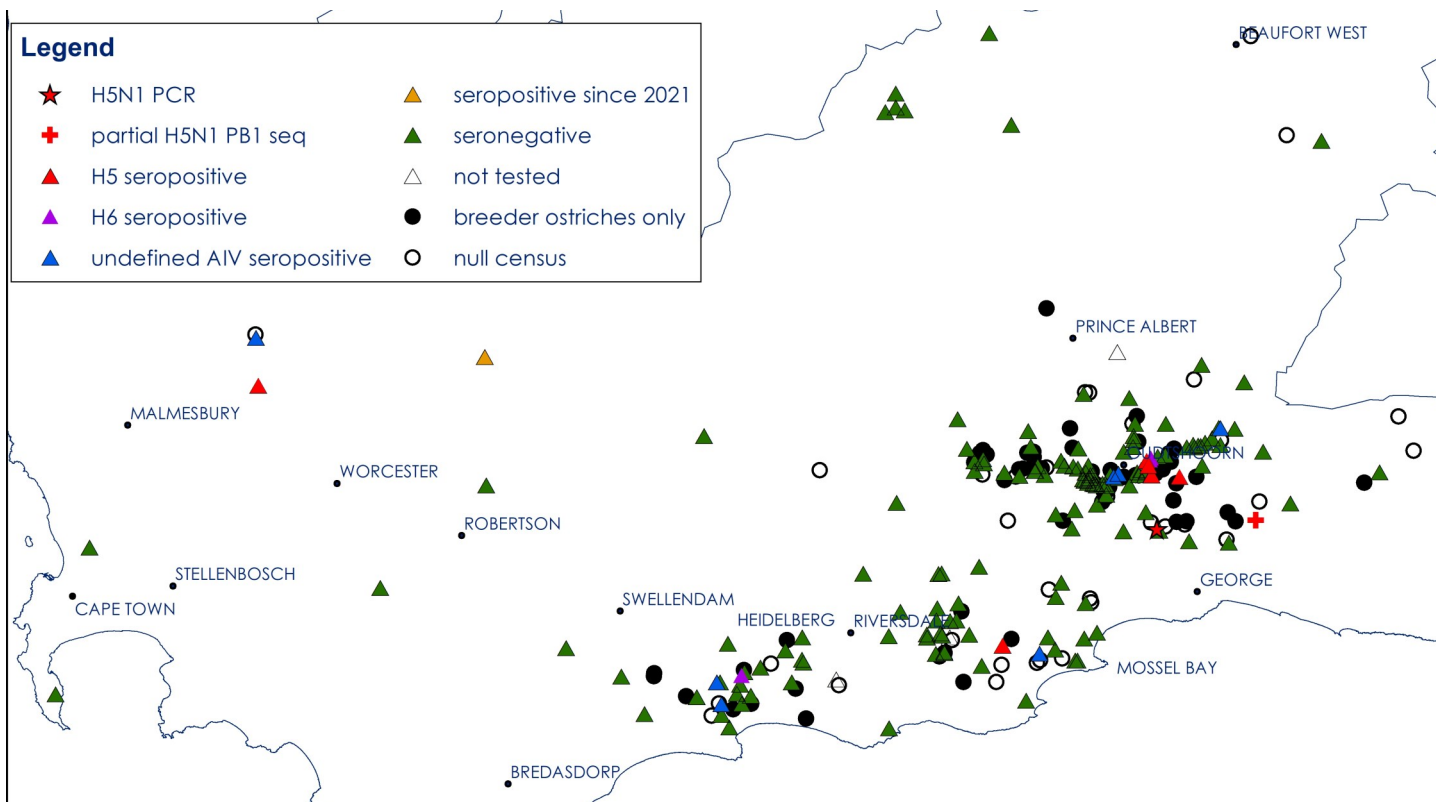 Legend
H5N1 PCR
partial H5N1 PB1 seq
H5 seropositive
H6 seropositive
undefined AIV seropositive
seropositive since 2021
seronegative
not tested
breeder ostriches only
null census
BEAUFORT WEST
PRINCE ALBERT
MALMESBURY
WORCESTER
OUDTSHOORN
ROBERTSON
STELLENBOSCH
CAPE TOWN
GEORGE
SWELLENDAM
HEIDELBERG
RIVERSDALE
MOSSEL BAY
BREDASDORP